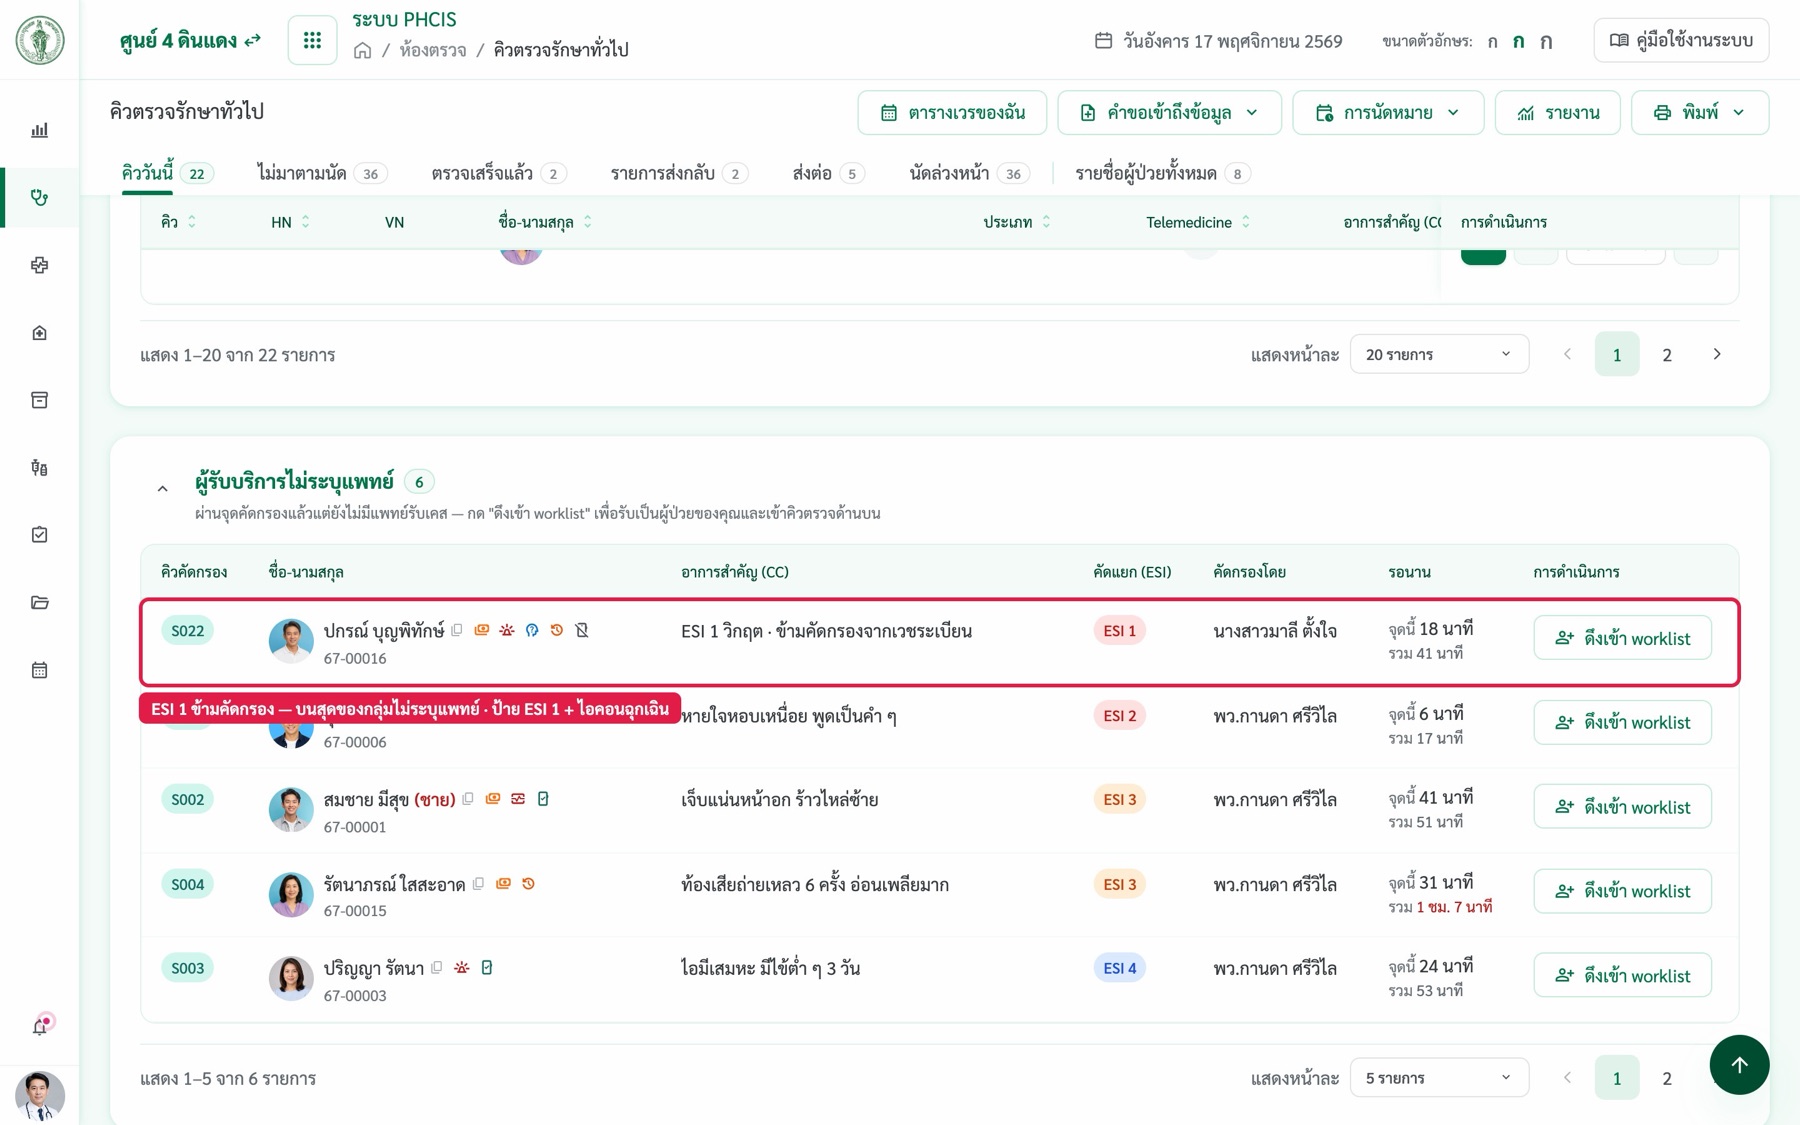 ศูนย์ 4 ดินแดง
ระบบ PHCIS
/ ห้องตรวจ / คิวตรวจรักษาทั่วไป
วันอังคาร 17 พฤศจิกายน 2569
ขนาดตัวอักษร: ก ก ก
คู่มือใช้งานระบบ
คิวตรวจรักษาทั่วไป
ตารางเวรของฉัน
คำขอเข้าถึงข้อมูล
การนัดหมาย
รายงาน
พิมพ์
คิววันนี้ 22
ไม่มาตามนัด 36
ตรวจเสร็จแล้ว 2
รายการส่งกลับ 2
ส่งต่อ 5
นัดล่วงหน้า 36
รายชื่อผู้ป่วยทั้งหมด 8
คิว HN VN ชื่อ-นามสกุล ประเภท Telemedicine อาการสำคัญ (CC การดำเนินการ
แสดง 1–20 จาก 22 รายการ
แสดงหน้าละ 20 รายการ 1 2
ผู้รับบริการไม่ระบุแพทย์ 6
ผ่านจุดคัดกรองแล้วแต่ยังไม่มีแพทย์รับเคส — กด "ดึงเข้า worklist" เพื่อรับเป็นผู้ป่วยของคุณและเข้าคิวตรวจด้านบน
คิวคัดกรอง ชื่อ-นามสกุล อาการสำคัญ (CC) คัดแยก (ESI) คัดกรองโดย รอนาน การดำเนินการ
S022 ปกรณ์ บุญพิทักษ์ ESI 1 วิกฤต · ข้ามคัดกรองจากเวชระเบียน ESI 1 นางสาวมาลี ตั้งใจ จุดนี้ 18 นาที ดึงเข้า worklist
67-00016 รวม 41 นาที
ESI 1 ข้ามคัดกรอง — บนสุดของกลุ่มไม่ระบุแพทย์ · ป้าย ESI 1 + ไอคอนฉุกเฉิน
หายใจหอบเหนื่อย พูดเป็นคำ ๆ ESI 2 พว.กานดา ศรีวิไล จุดนี้ 6 นาที ดึงเข้า worklist
67-00006 รวม 17 นาที
S002 สมชาย มีสุข (ชาย) เจ็บแน่นหน้าอก ร้าวไหล่ซ้าย ESI 3 พว.กานดา ศรีวิไล จุดนี้ 41 นาที ดึงเข้า worklist
67-00001 รวม 51 นาที
S004 รัตนาภรณ์ ใสสะอาด ท้องเสียถ่ายเหลว 6 ครั้ง อ่อนเพลียมาก ESI 3 พว.กานดา ศรีวิไล จุดนี้ 31 นาที ดึงเข้า worklist
67-00015 รวม 1 ชม. 7 นาที
S003 ปริญญา รัตนา ไอมีเสมหะ มีไข้ต่ำ ๆ 3 วัน ESI 4 พว.กานดา ศรีวิไล จุดนี้ 24 นาที ดึงเข้า worklist
67-00003 รวม 53 นาที
แสดง 1–5 จาก 6 รายการ
แสดงหน้าละ 5 รายการ 1 2